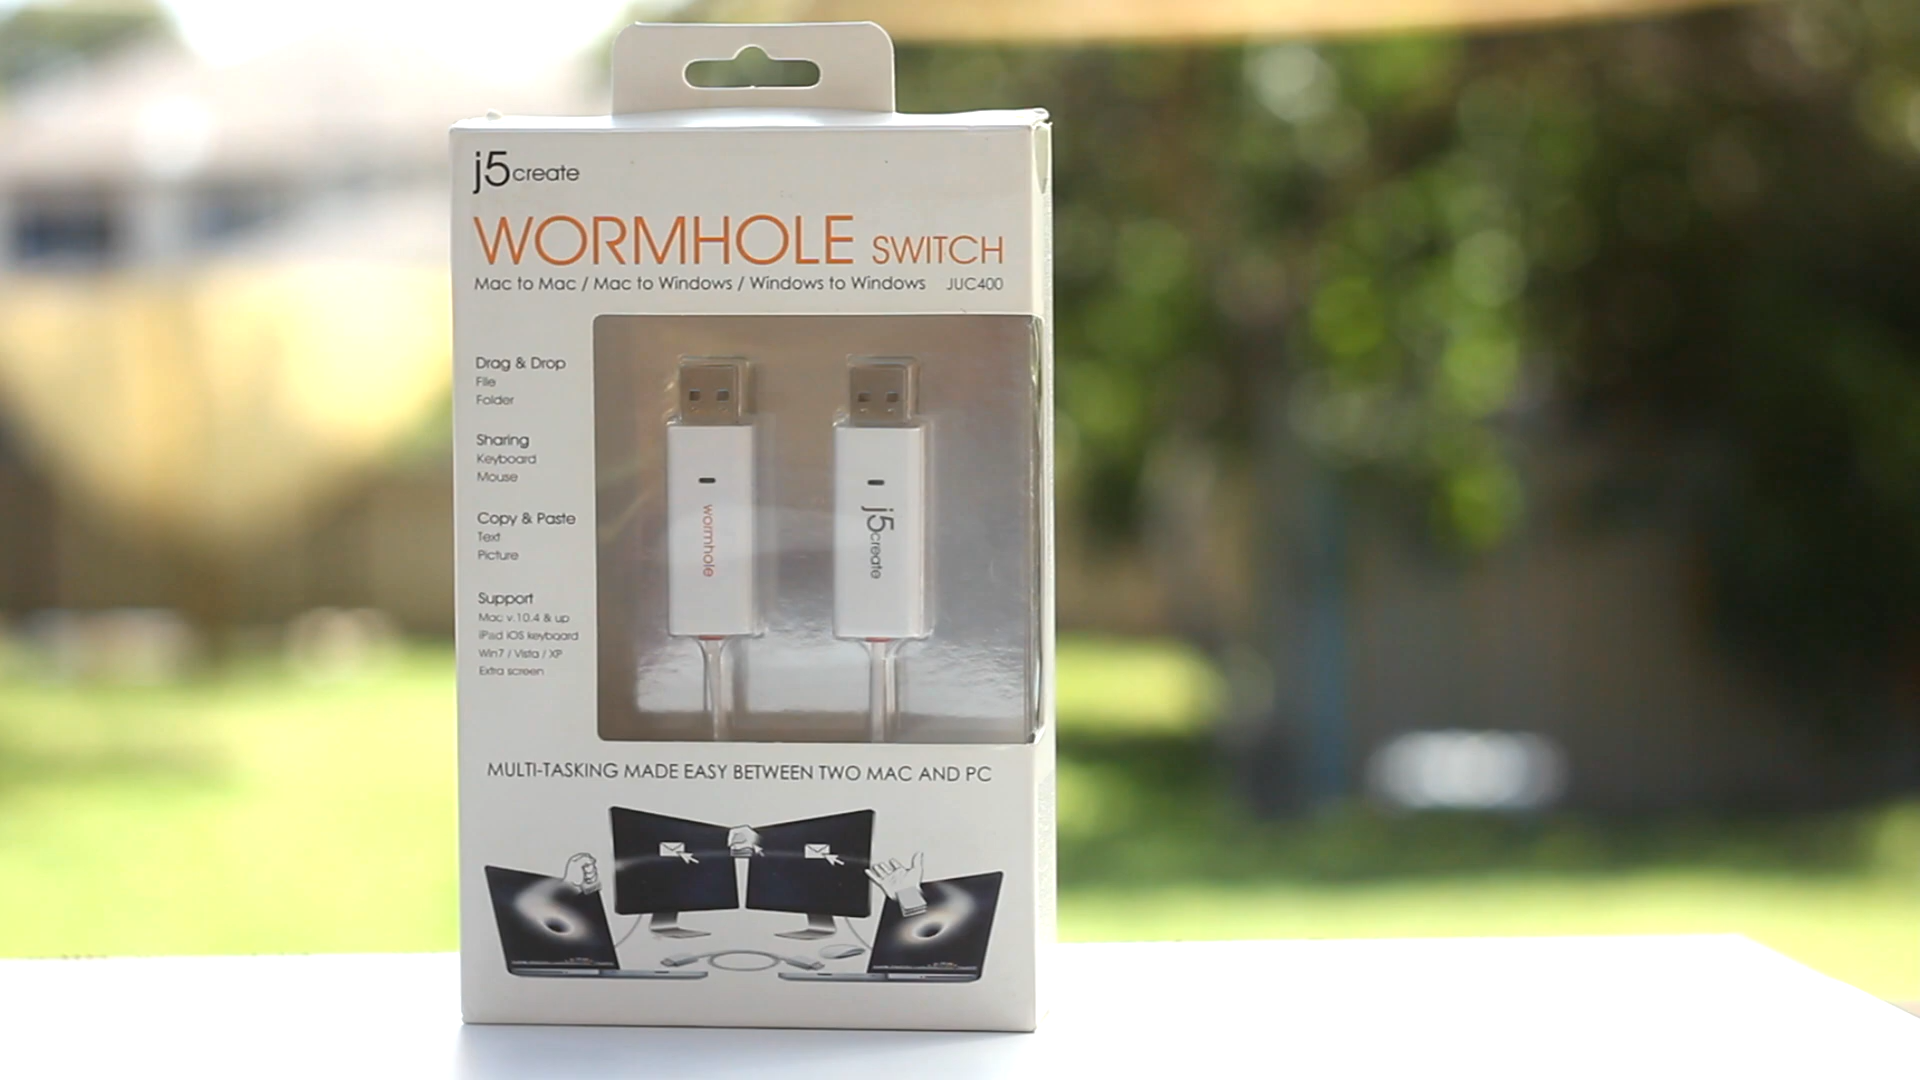 j5create
WORMHOLE SWITCH
Mac to Mac / Mac to Windows / Windows to Windows JUC400
Drag & Drop
File
Folder
Sharing
Keyboard
Mouse
Copy & Paste
Text
Picture
Support
Mac v.10.4 & up
iPad iOS keyboard
Win7 / Vista / XP
Extra screen
wormhole
j5create
MULTI-TASKING MADE EASY BETWEEN TWO MAC AND PC